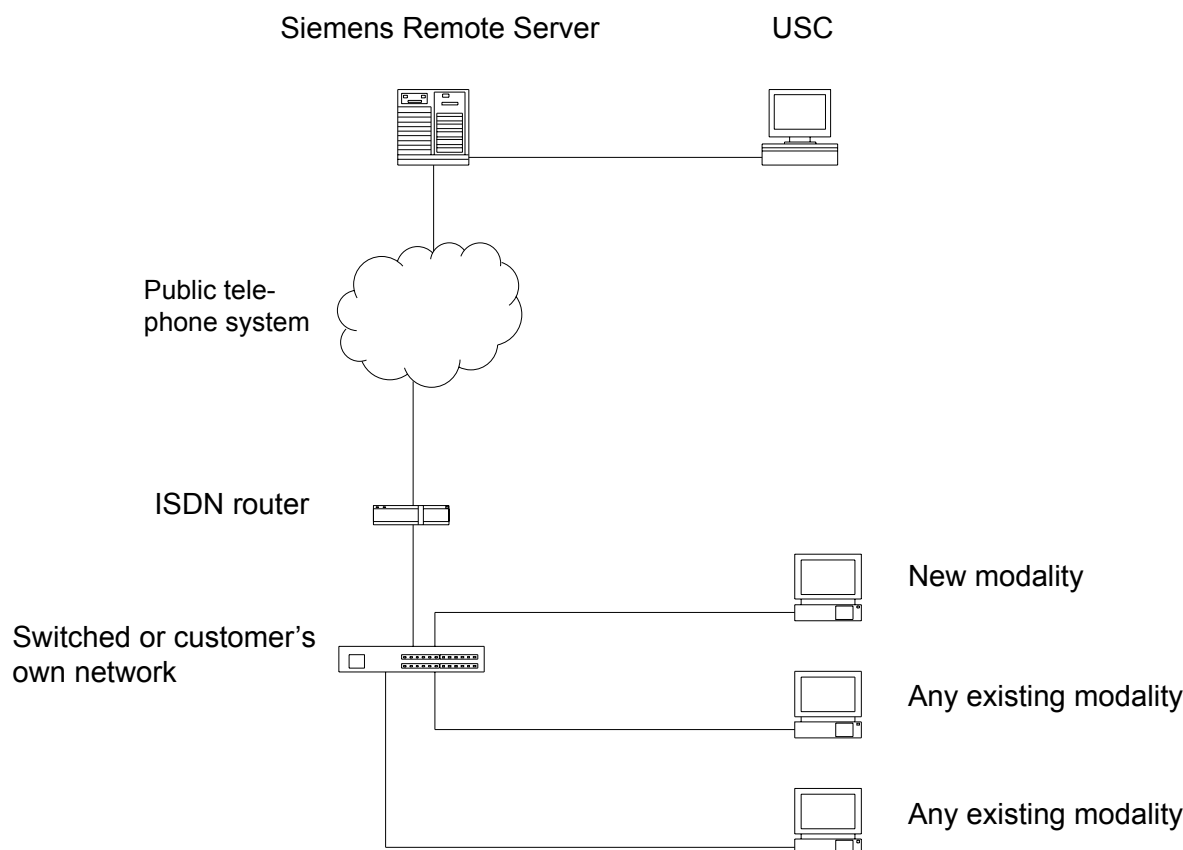 Siemens Remote Server
USC
Public tele-
phone system
ISDN router
New modality
Switched or customer’s
own network
Any existing modality
Any existing modality